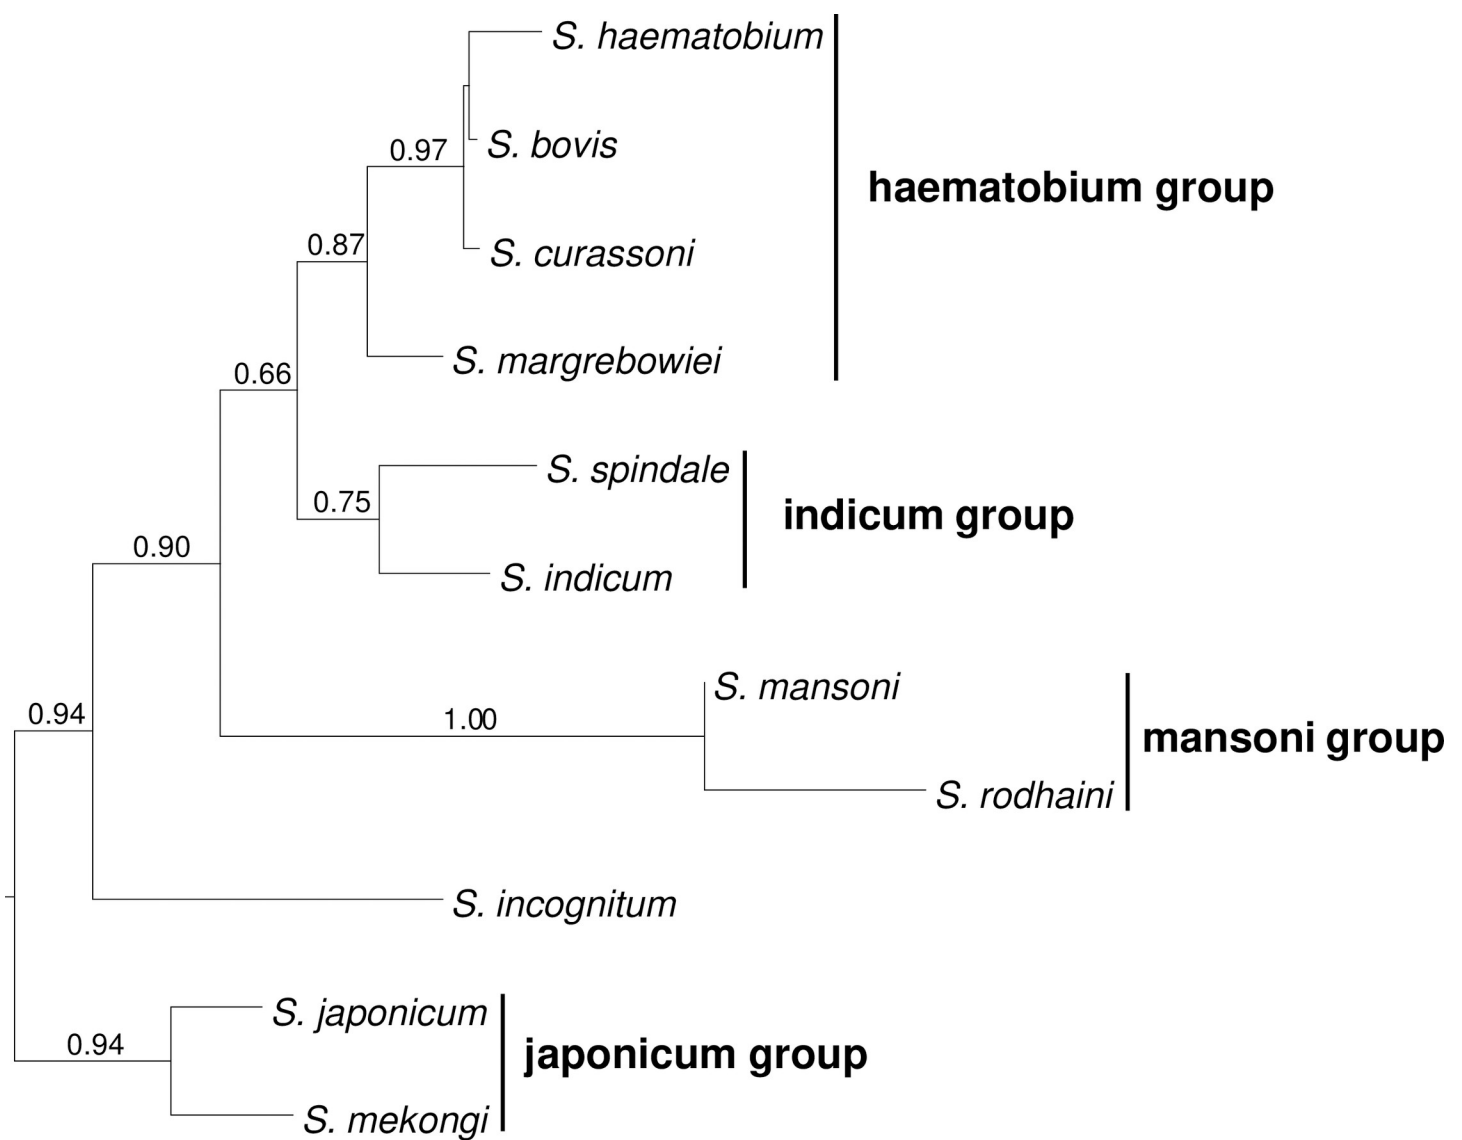 S. haematobium
0.97
S. bovis
haematobium group
0.87
S. curassoni
S. margrebowiei
0.66
S. spindale
0.75
indicum group
0.90
S. indicum
S. mansoni
0.94
1.00
mansoni group
S. rodhaini
S. incognitum
S. japonicum
0.94
japonicum group
S. mekongi